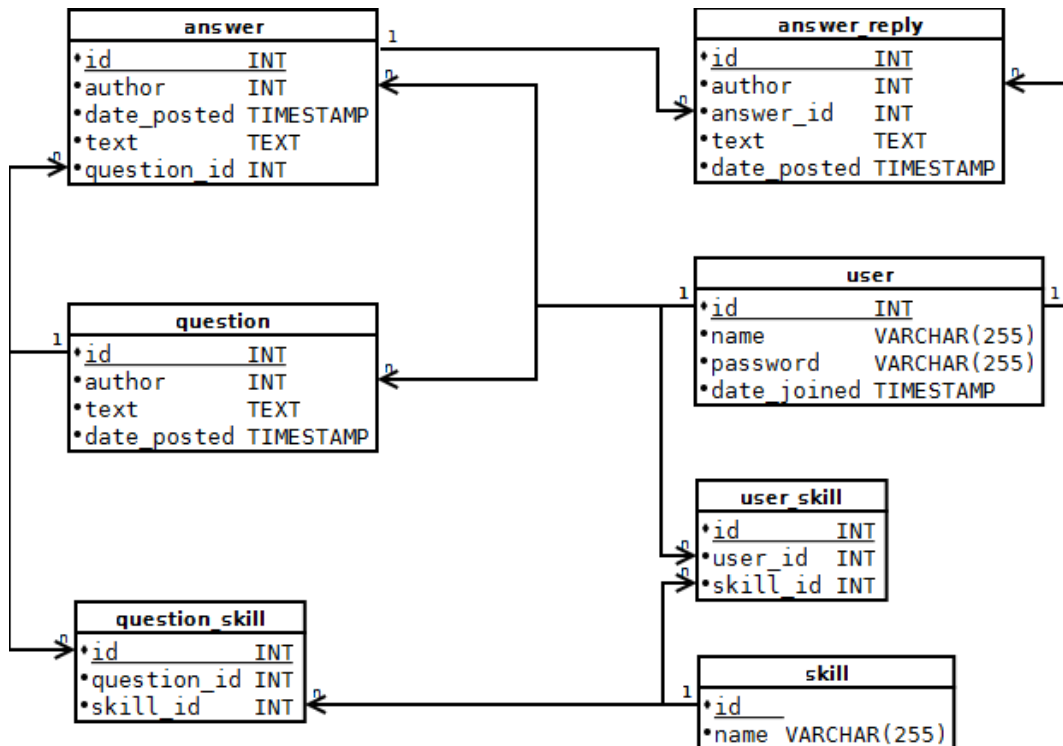 answer
id INT
author INT
date_posted TIMESTAMP
text TEXT
question_id INT
1
n
n
answer_reply
id INT
author INT
answer_id INT
text TEXT
date_posted TIMESTAMP
n
n
question
id INT
author INT
text TEXT
date_posted TIMESTAMP
1
n
user
id INT
name VARCHAR(255)
password VARCHAR(255)
date_joined TIMESTAMP
1
1
user_skill
id INT
user_id INT
skill_id INT
n
n
question_skill
id INT
question_id INT
skill_id INT
n
n
skill
id
name VARCHAR(255)
1